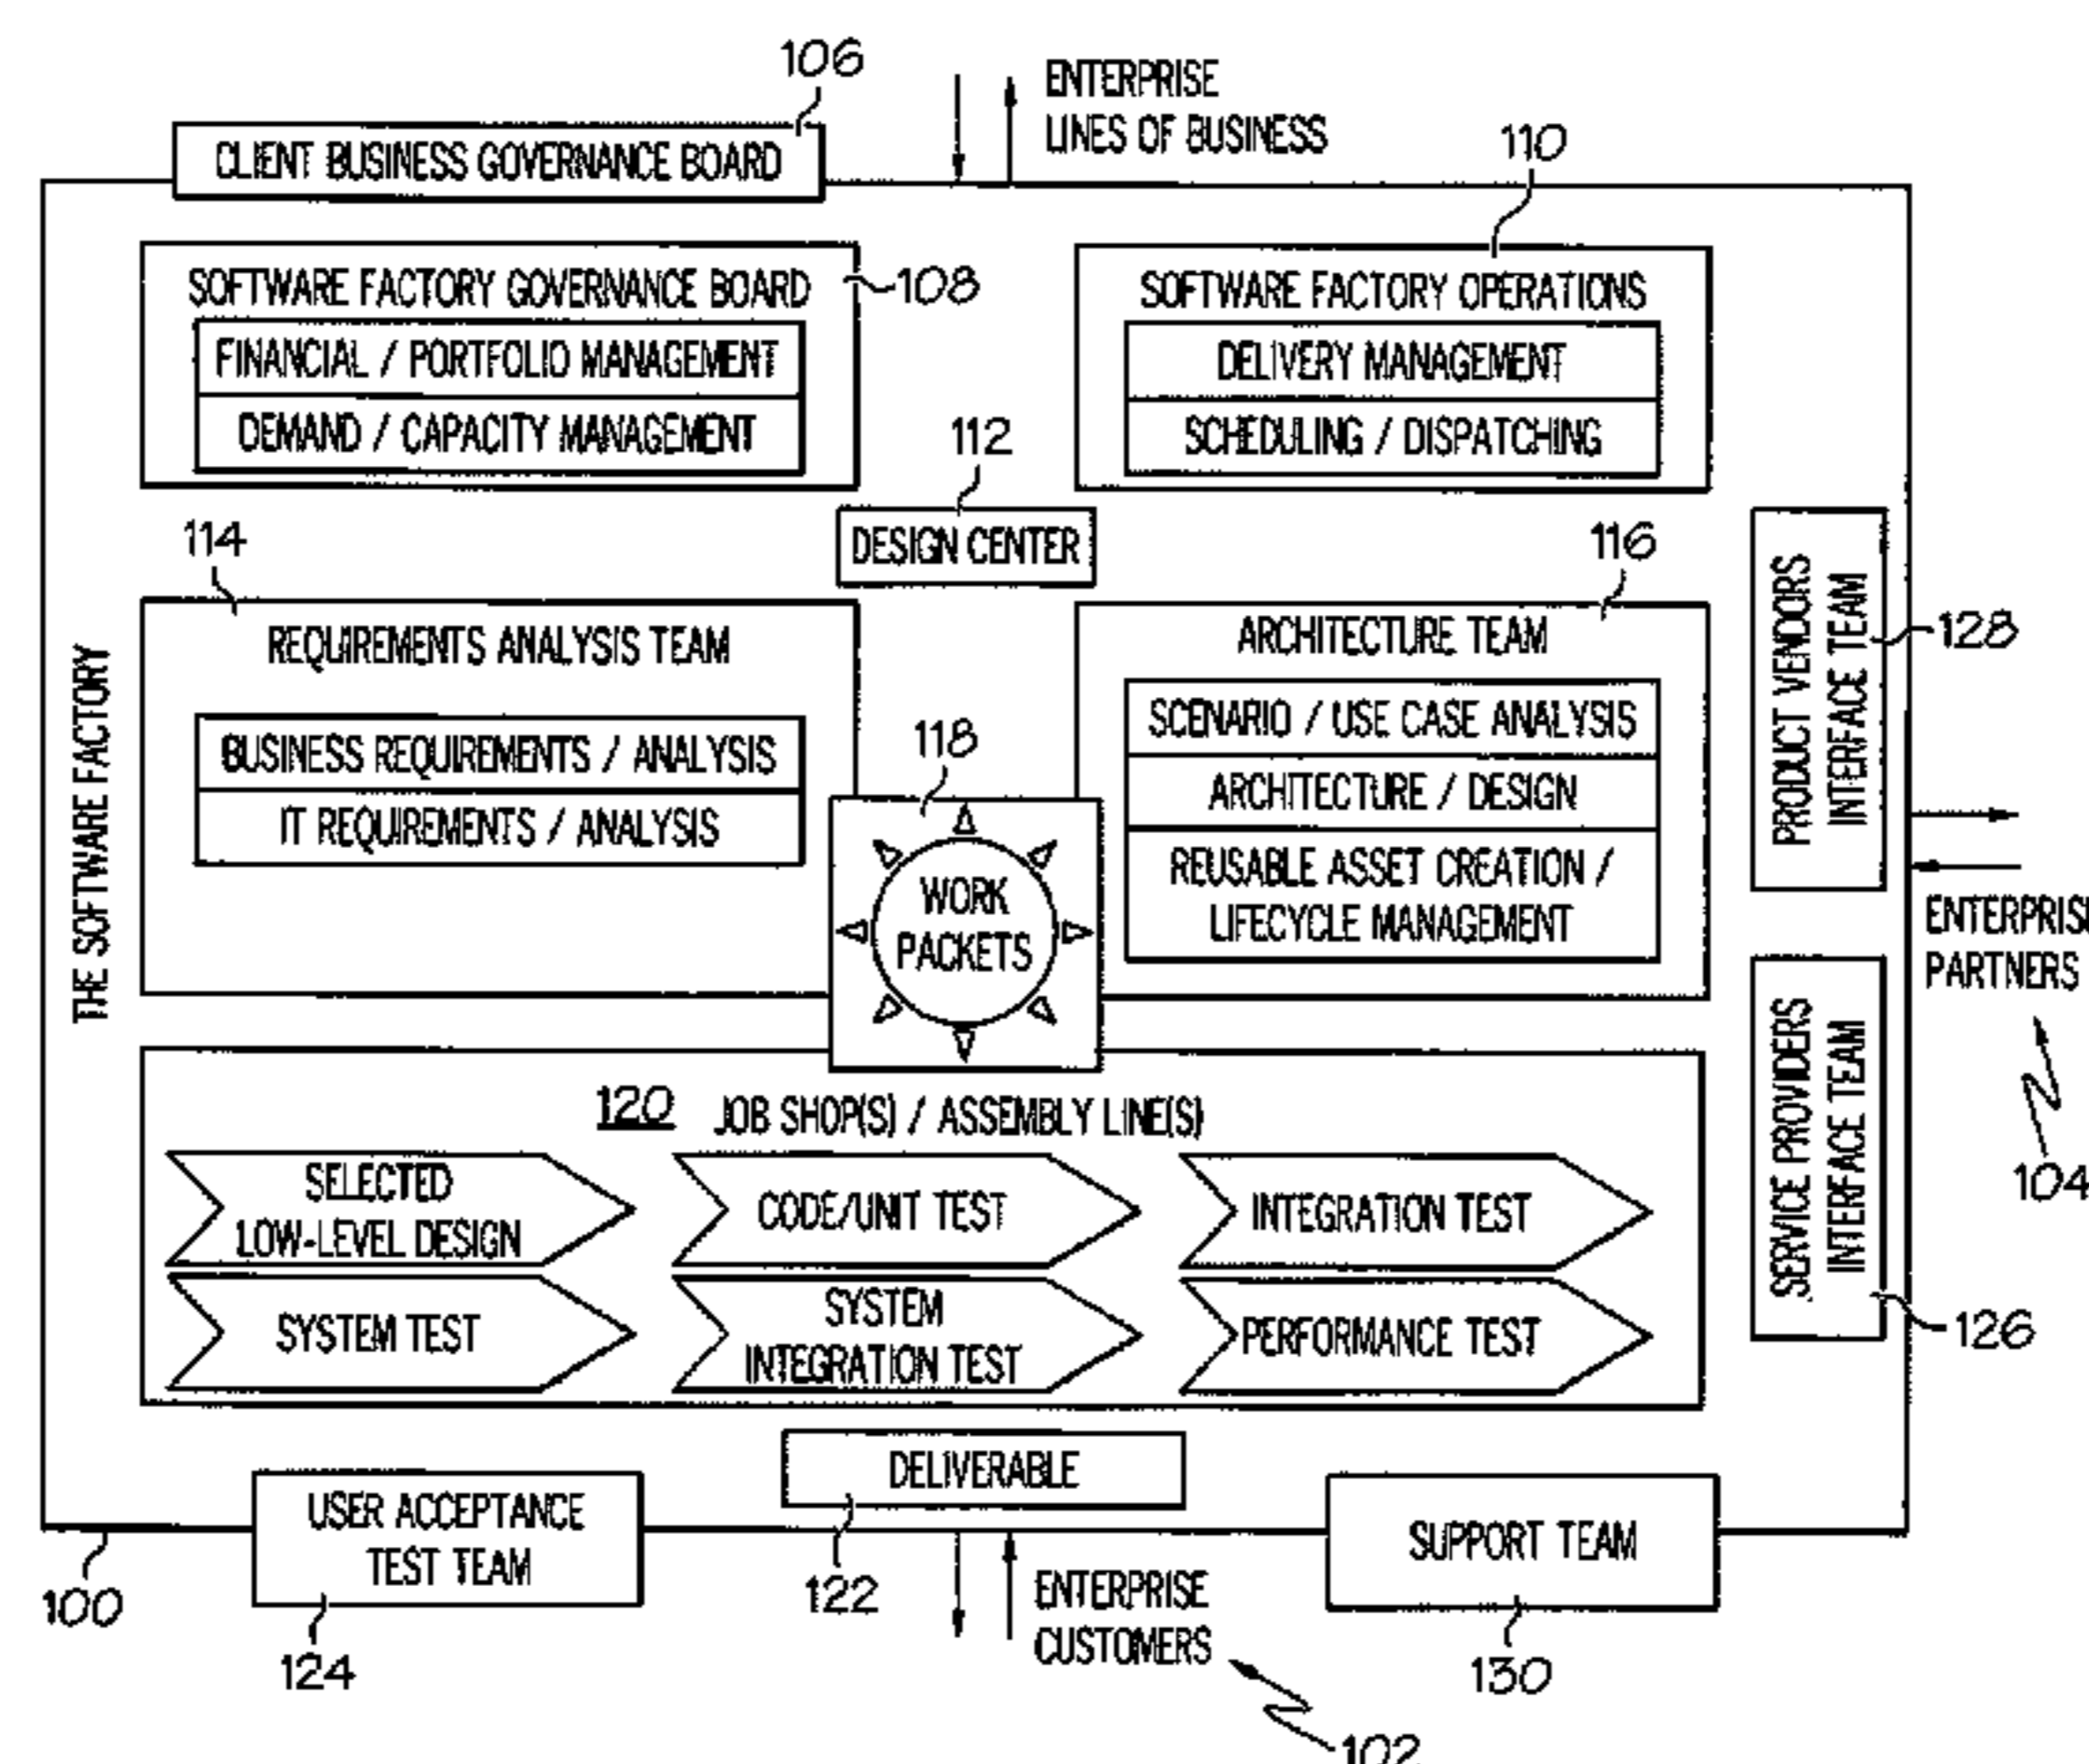 106
ENTERPRISE
LINES OF BUSINESS
CLIENT BUSINESS GOVERNANCE BOARD
110
SOFTWARE FACTORY GOVERNANCE BOARD
108
FINANCIAL / PORTFOLIO MANAGEMENT
DEMAND / CAPACITY MANAGEMENT
SOFTWARE FACTORY OPERATIONS
DELIVERY MANAGEMENT
SCHEDULING / DISPATCHING
112
DESIGN CENTER
114
116
THE SOFTWARE FACTORY
REQUIREMENTS ANALYSIS TEAM
BUSINESS REQUIREMENTS / ANALYSIS
IT REQUIREMENTS / ANALYSIS
118
WORK
PACKETS
ARCHITECTURE TEAM
SCENARIO / USE CASE ANALYSIS
ARCHITECTURE / DESIGN
REUSABLE ASSET CREATION /
LIFECYCLE MANAGEMENT
PRODUCT VENDORS
INTERFACE TEAM
128
ENTERPRISE
PARTNERS
104
SERVICE PROVIDERS
INTERFACE TEAM
126
120 JOB SHOP(S) / ASSEMBLY LINE(S)
SELECTED
LOW-LEVEL DESIGN
CODE/UNIT TEST
INTEGRATION TEST
SYSTEM TEST
SYSTEM
INTEGRATION TEST
PERFORMANCE TEST
DELIVERABLE
USER ACCEPTANCE
TEST TEAM
SUPPORT TEAM
100
124
122
ENTERPRISE
CUSTOMERS
130
102